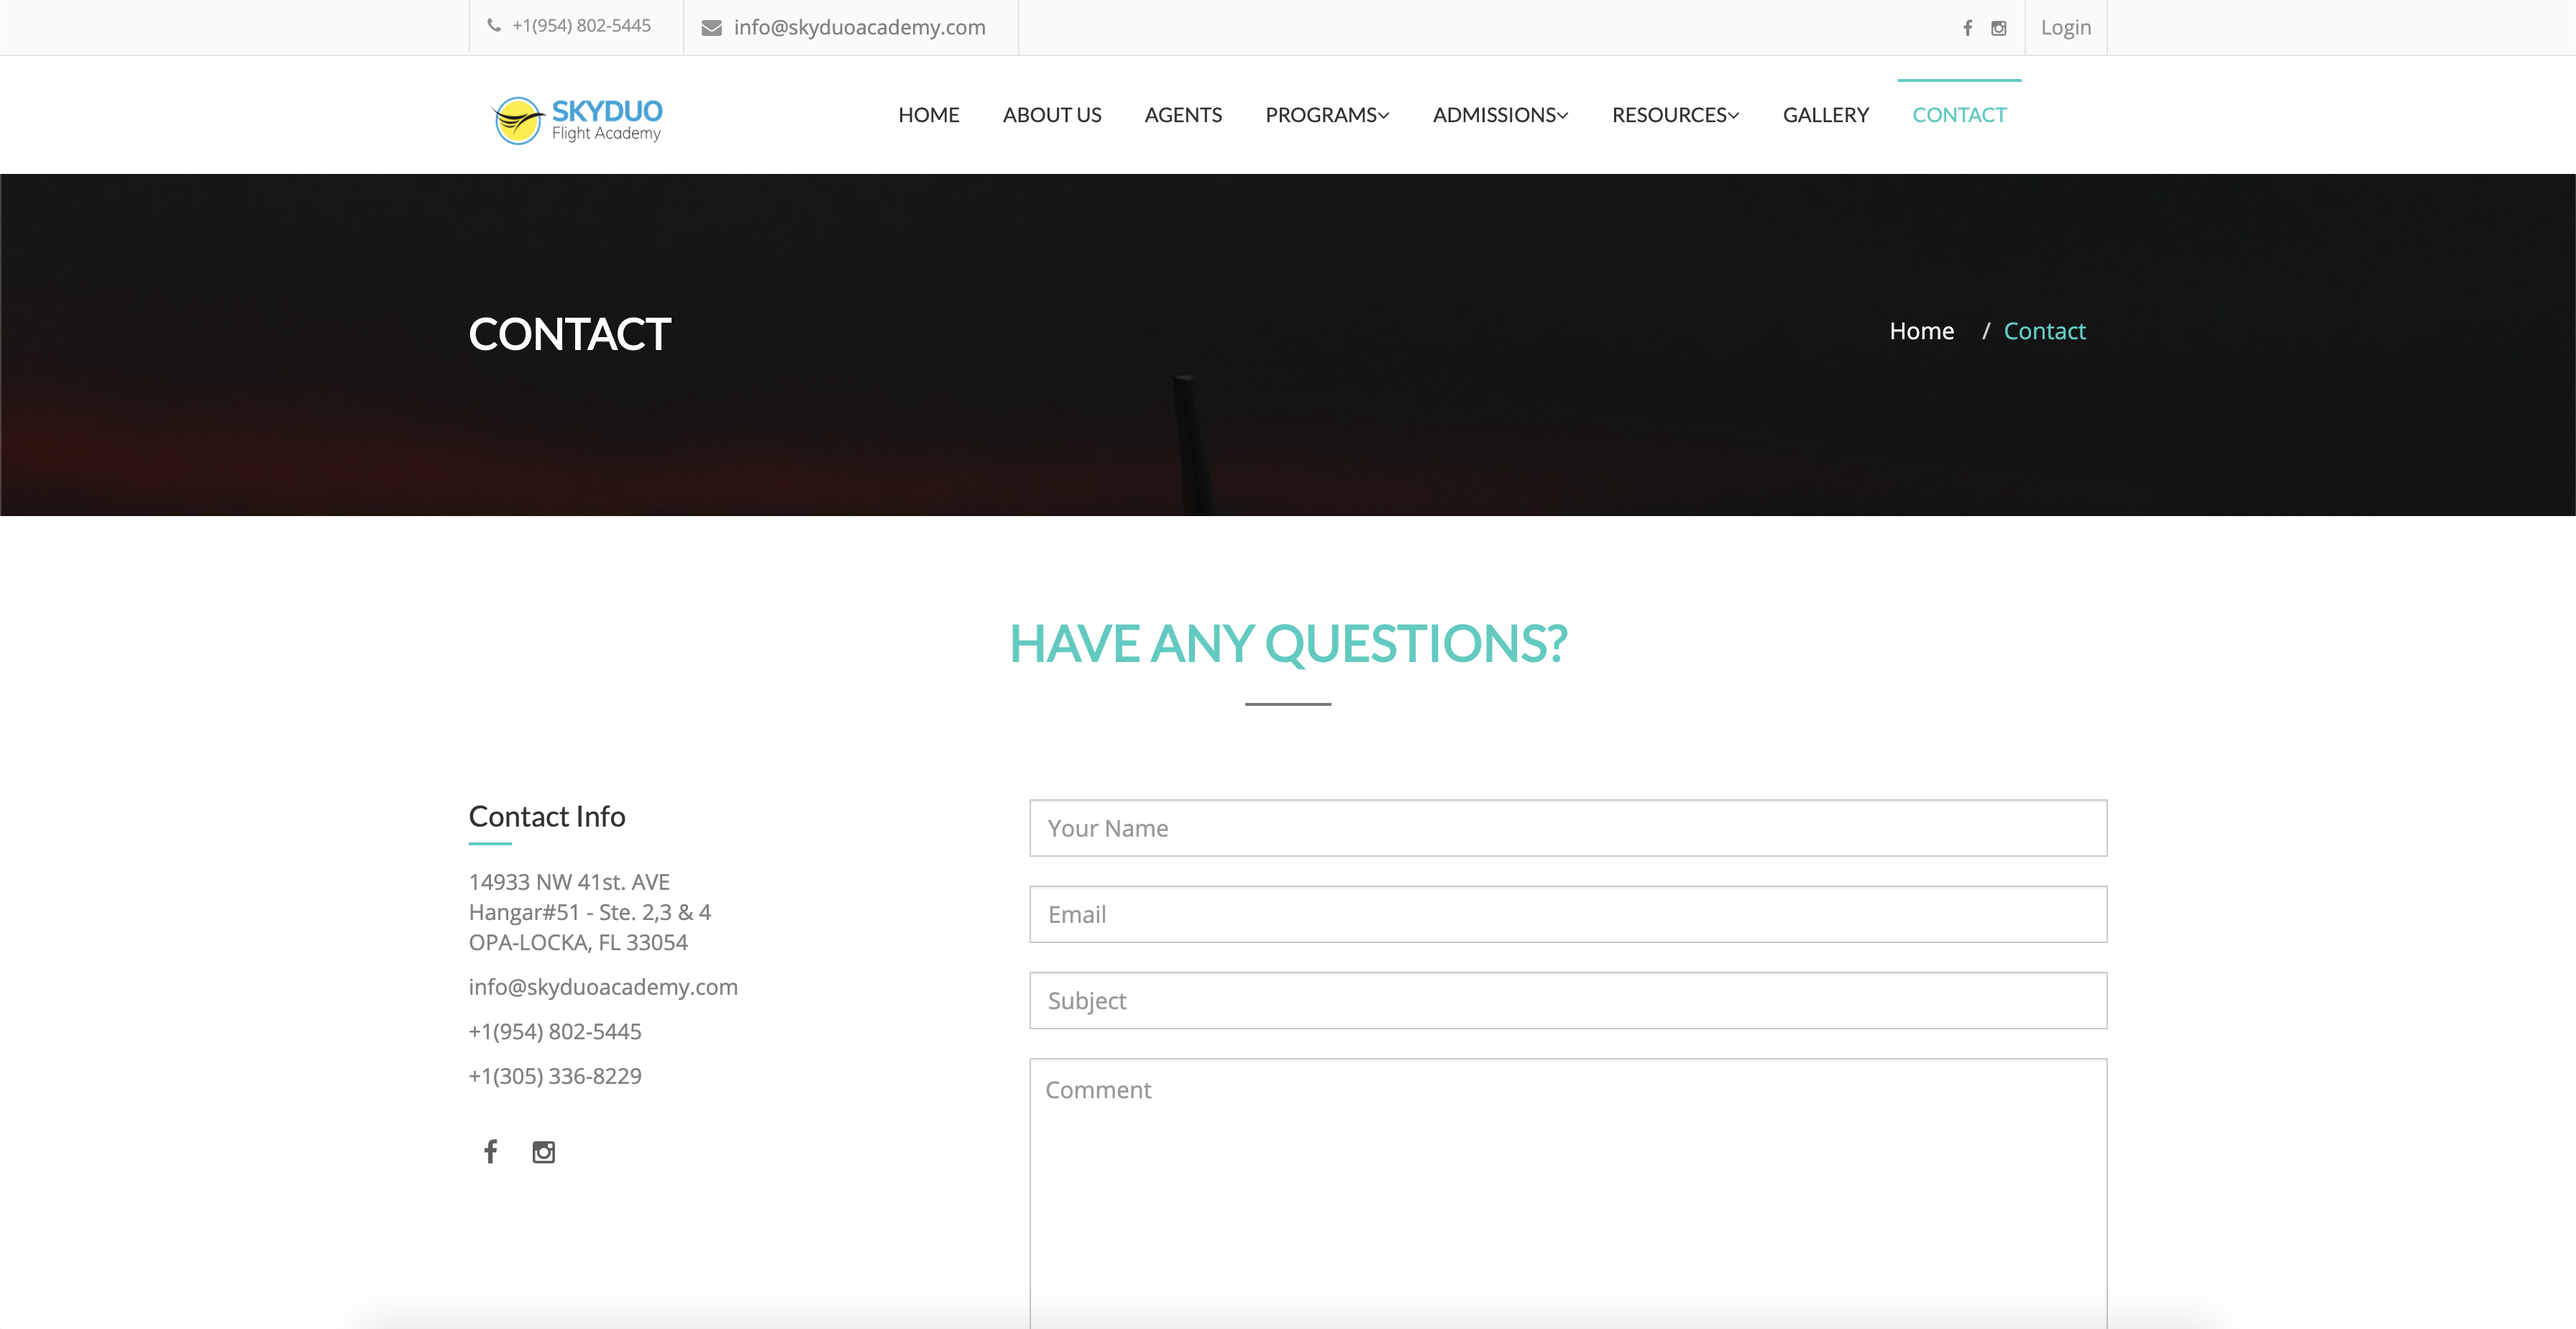 +1(954) 802-5445
info@skyduoacademy.com
Login
SKYDUO
Flight Academy
HOME
ABOUT US
AGENTS
PROGRAMS
ADMISSIONS
RESOURCES
GALLERY
CONTACT
CONTACT
Home / Contact
HAVE ANY QUESTIONS?
Contact Info
14933 NW 41st. AVE
Hangar#51 - Ste. 2,3 & 4
OPA-LOCKA, FL 33054
info@skyduoacademy.com
+1(954) 802-5445
+1(305) 336-8229
Your Name
Email
Subject
Comment